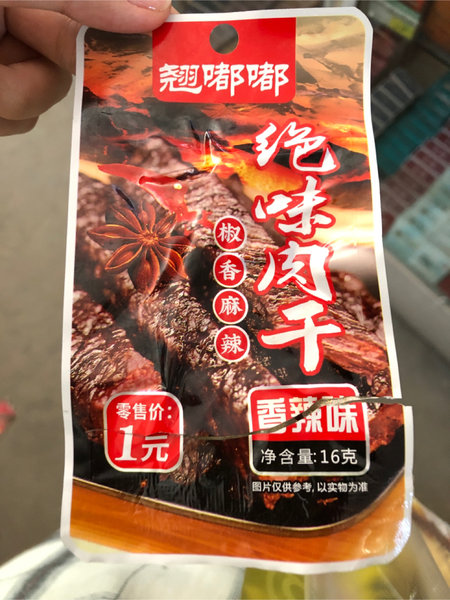 翘嘟嘟
绝味肉干
椒香麻辣
零售价:
1元
香辣味
净含量:16克
图片仅供参考,以实物为准